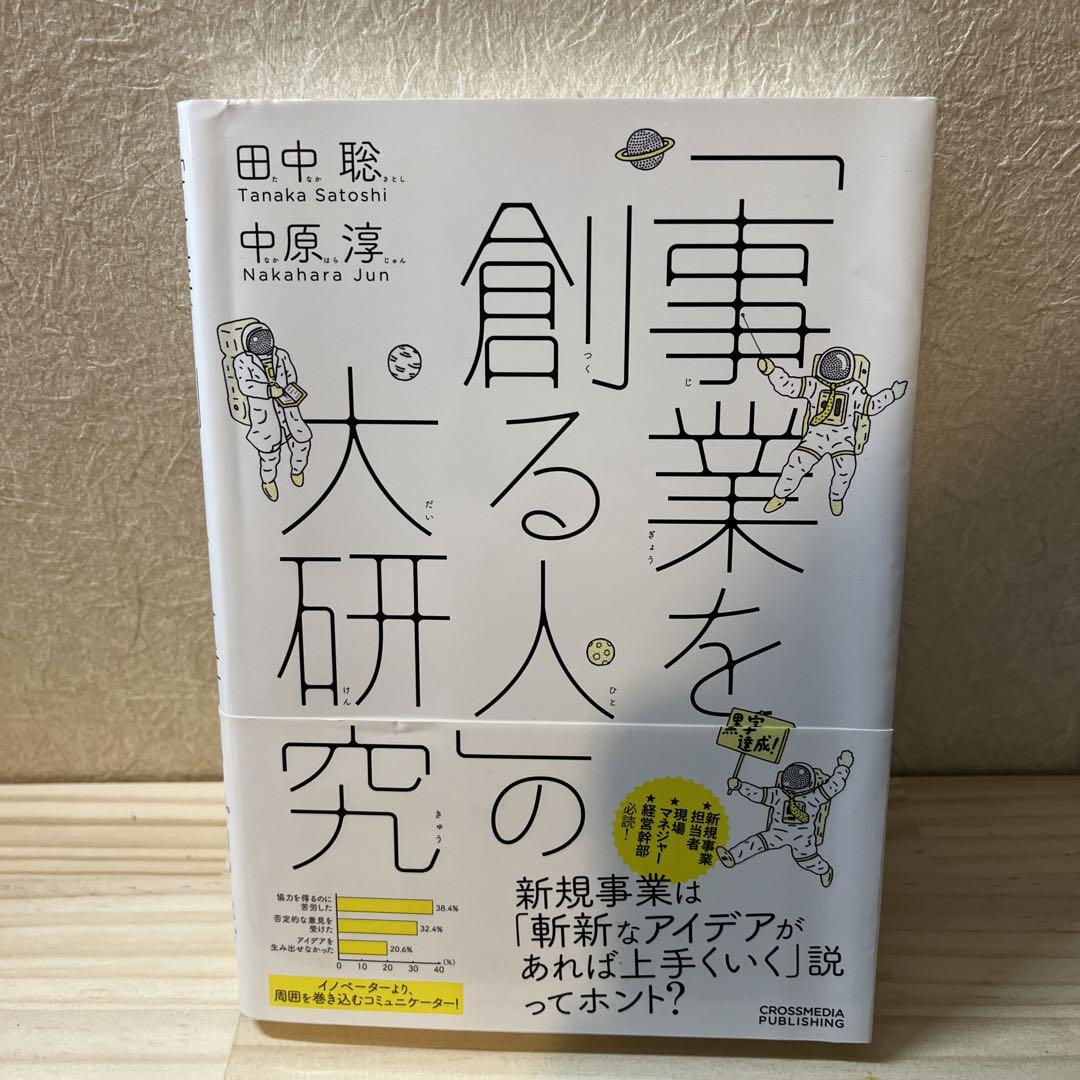 田中 聡
た なか さとし
Tanaka Satoshi
中原 淳
なか はら じゅん
Nakahara Jun
「事業を
じ ぎょう
創る人」の
つく ひと
大研究
だい けん きゅう
黒字
達成!
★新規事業
担当者
★現場
マネジャー
★経営幹部
必読!
新規事業は
「斬新なアイデアが
あれば上手くいく」説
ってホント?
協力を得るのに
苦労した
38.4%
否定的な意見を
受けた
32.4%
アイデアを
生み出せなかった
20.6%
0 10 20 30 40 (%)
イノベーターより、
周囲を巻き込むコミュニケーター!
CROSSMEDIA
PUBLISHING